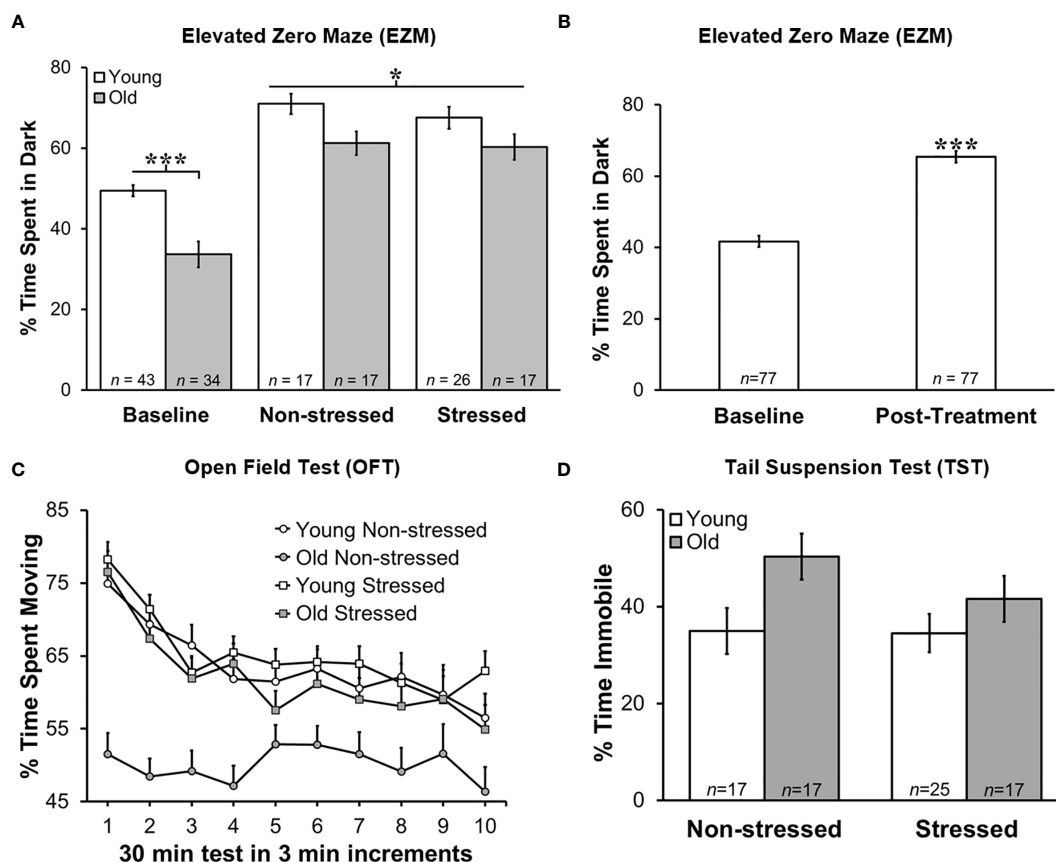 A
Elevated Zero Maze (EZM)
% Time Spent in Dark
80
60
40
20
0
Young
Old
***
*
n = 43
n = 34
n = 17
n = 17
n = 26
n = 17
Baseline
Non-stressed
Stressed
B
Elevated Zero Maze (EZM)
% Time Spent in Dark
80
60
40
20
0
***
n=77
n = 77
Baseline
Post-Treatment
C
Open Field Test (OFT)
% Time Spent Moving
85
75
65
55
45
Young Non-stressed
Old Non-stressed
Young Stressed
Old Stressed
1 2 3 4 5 6 7 8 9 10
30 min test in 3 min increments
D
Tail Suspension Test (TST)
% Time Immobile
60
40
20
0
Young
Old
n=17
n=17
n=25
n=17
Non-stressed
Stressed